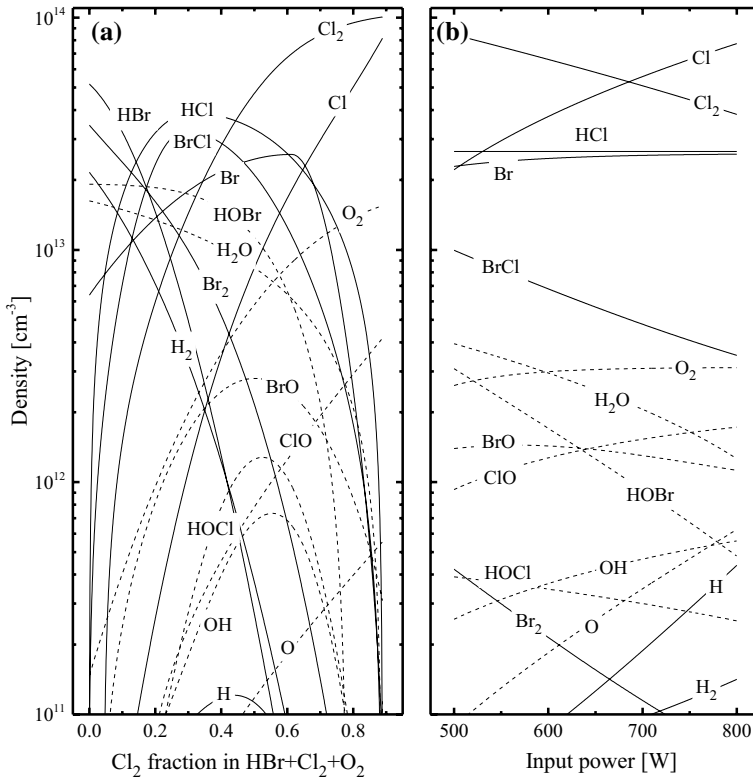 (a)
(b)
Density [cm-3]
10^14
10^13
10^12
10^11
HBr
HCl
BrCl
Br
Cl2
Cl
O2
HOBr
H2O
Br2
H2
BrO
ClO
HOCl
OH
O
H
0.0 0.2 0.4 0.6 0.8
Cl2 fraction in HBr+Cl2+O2
Cl
Cl2
HCl
Br
BrCl
O2
H2O
BrO
ClO
HOBr
OH
HOCl
H
Br2
O
H2
500 600 700 800
Input power [W]